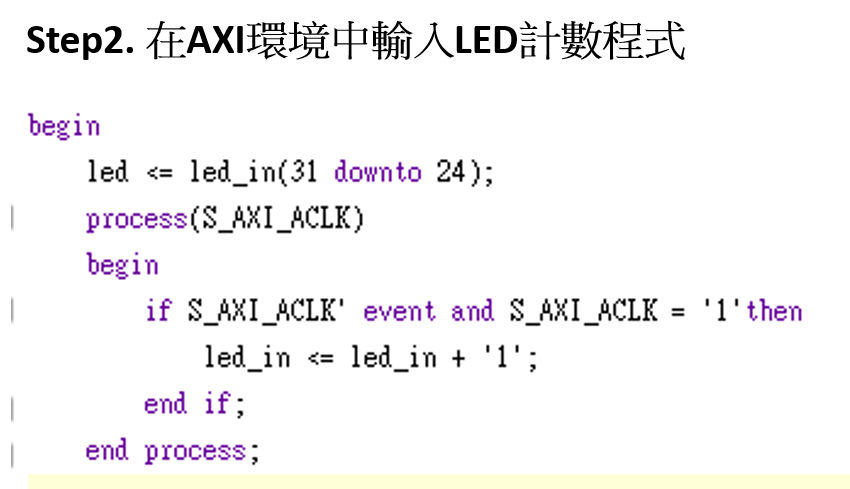 Step2. 在AXI環境中輸入LED計數程式
begin
led <= led_in(31 downto 24);
process(S_AXI_ACLK)
begin
if S_AXI_ACLK' event and S_AXI_ACLK = '1'then
led_in <= led_in + '1';
end if;
end process;